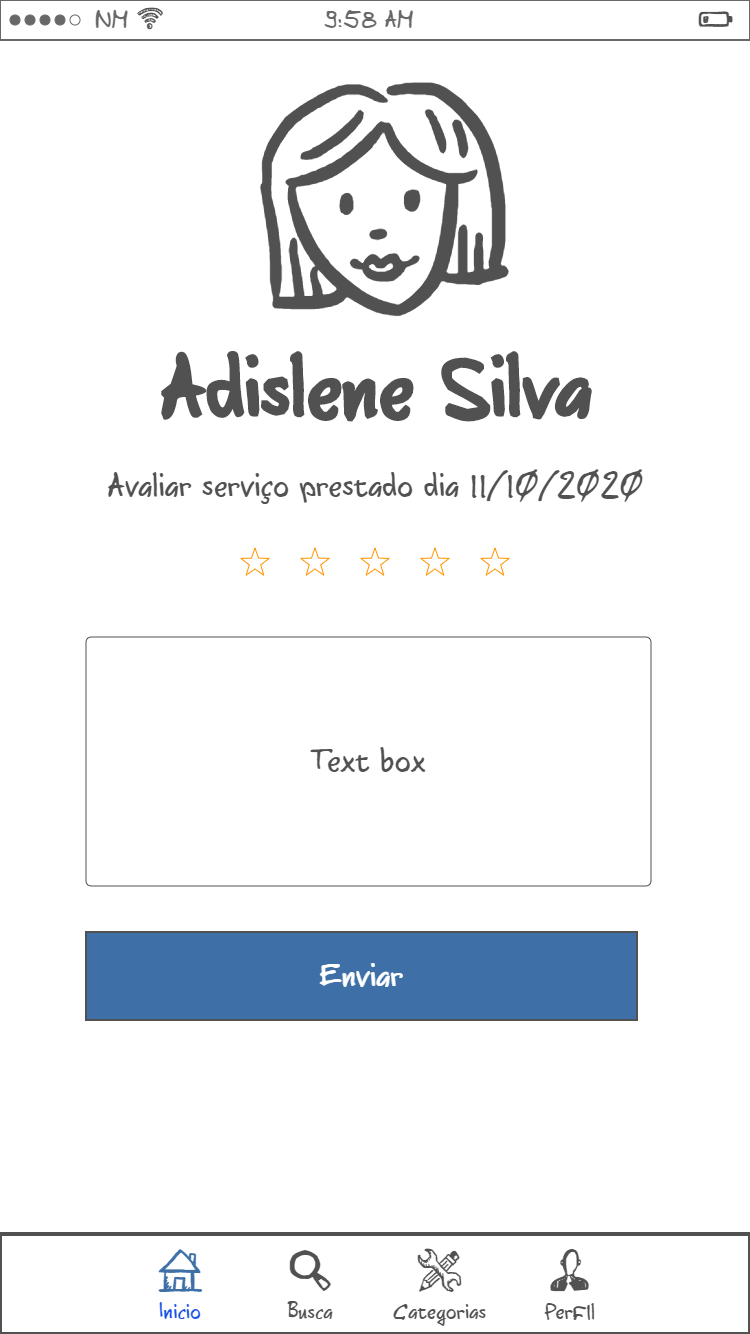 NM 9:58 AM
Adislene Silva
Avaliar serviço prestado dia 11/10/2020
Text box
Enviar
Inicio Busca Categorias PerFIl